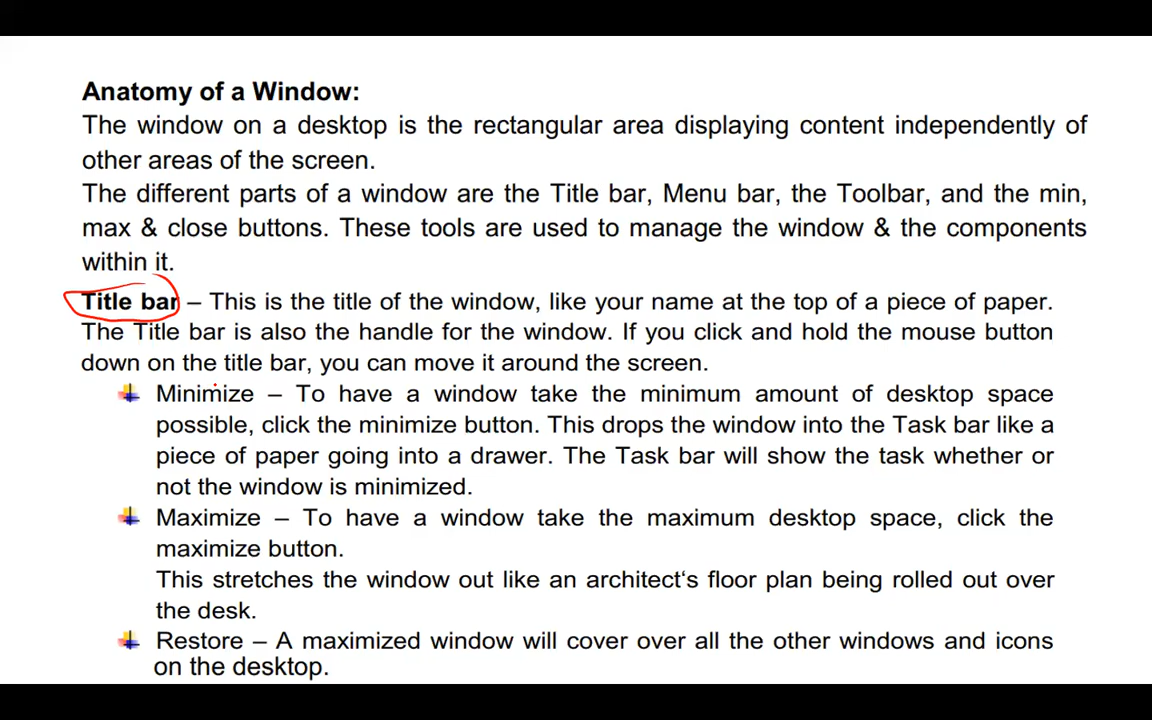 Anatomy of a Window:
The window on a desktop is the rectangular area displaying content independently of
other areas of the screen.
The different parts of a window are the Title bar, Menu bar, the Toolbar, and the min,
max & close buttons. These tools are used to manage the window & the components
within it.
Title bar – This is the title of the window, like your name at the top of a piece of paper.
The Title bar is also the handle for the window. If you click and hold the mouse button
down on the title bar, you can move it around the screen.
Minimize – To have a window take the minimum amount of desktop space
possible, click the minimize button. This drops the window into the Task bar like a
piece of paper going into a drawer. The Task bar will show the task whether or
not the window is minimized.
Maximize – To have a window take the maximum desktop space, click the
maximize button.
This stretches the window out like an architect‘s floor plan being rolled out over
the desk.
Restore – A maximized window will cover over all the other windows and icons
on the desktop.